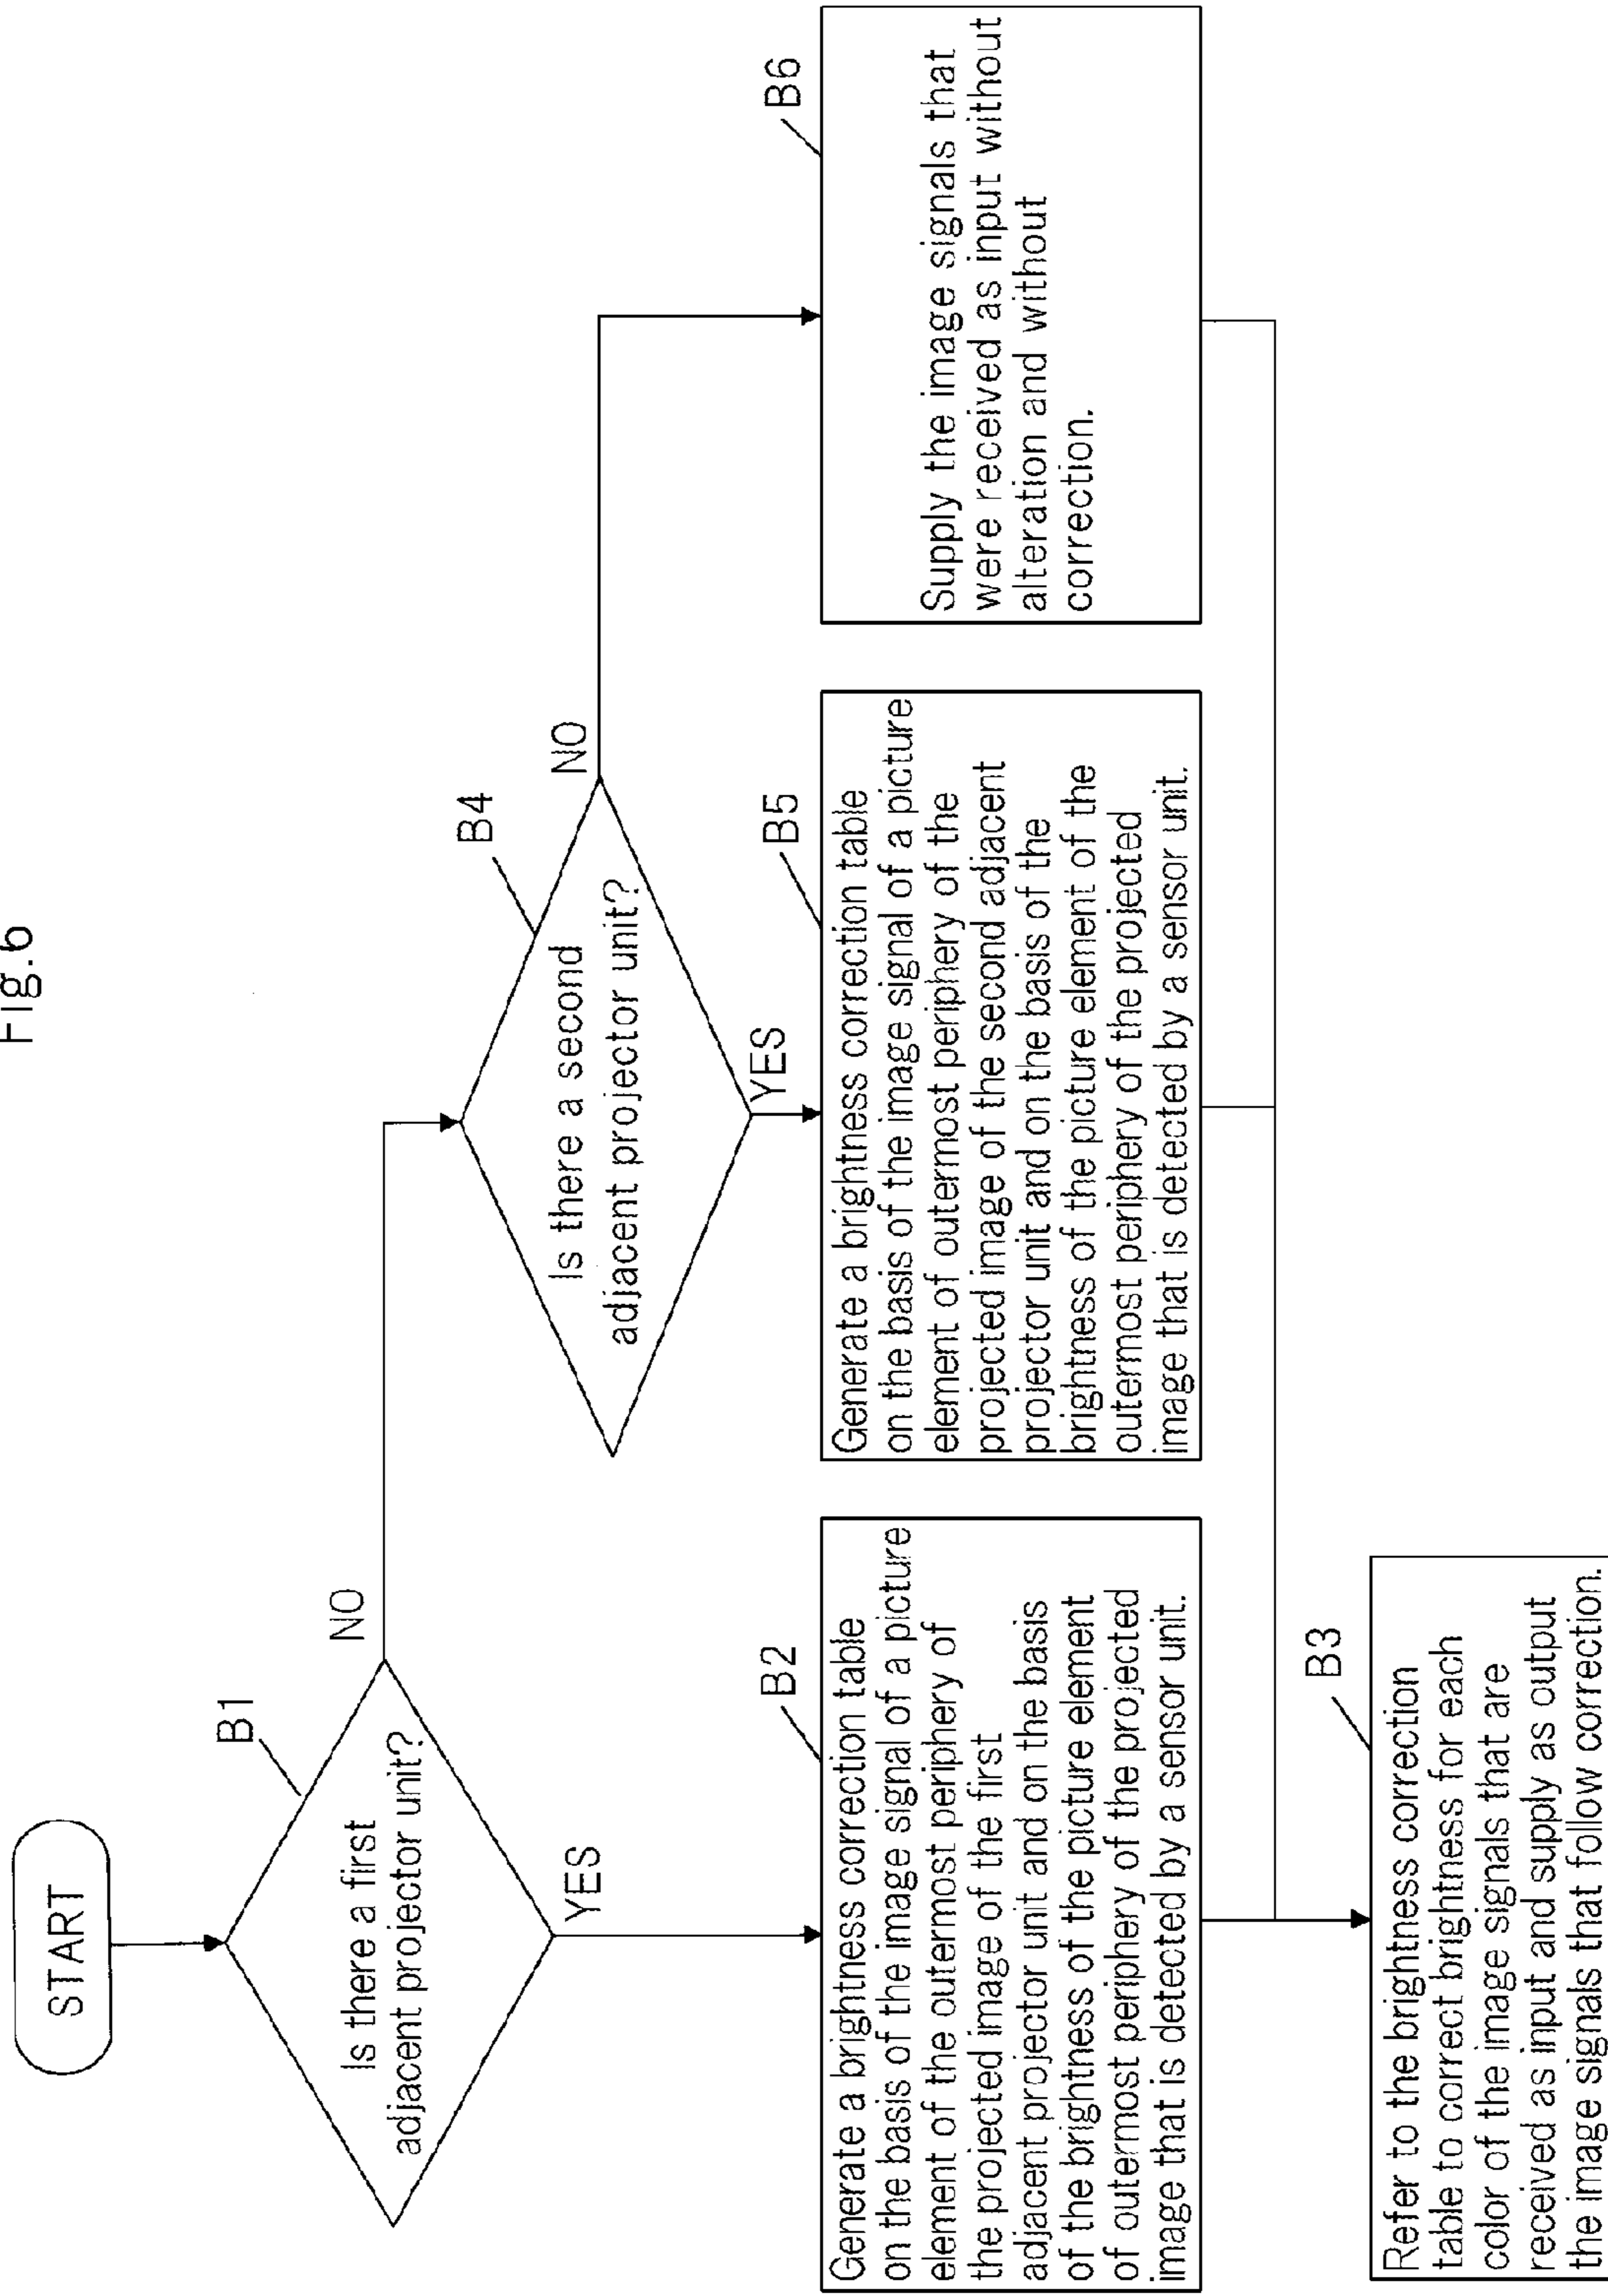 Fig.6
START
B1
Is there a first
adjacent projector unit?
NO
YES
B4
Is there a second
adjacent projector unit?
NO
YES
B2
Generate a brightness correction table
on the basis of the image signal of a picture
element of the outermost periphery of
the projected image of the first
adjacent projector unit and on the basis
of the brightness of the picture element
of outermost periphery of the projected
image that is detected by a sensor unit.
B5
Generate a brightness correction table
on the basis of the image signal of a picture
element of outermost periphery of the
projected image of the second adjacent
projector unit and on the basis of the
brightness of the picture element of the
outermost periphery of the projected
image that is detected by a sensor unit.
B6
Supply the image signals that
were received as input without
alteration and without
correction.
B3
Refer to the brightness correction
table to correct brightness for each
color of the image signals that are
received as input and supply as output
the image signals that follow correction.